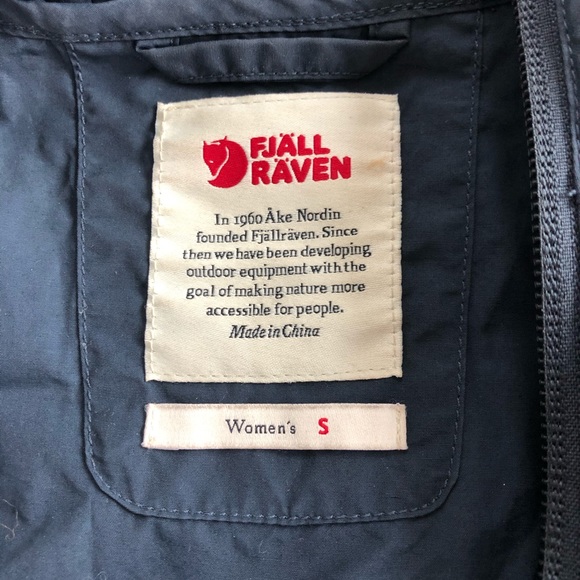 FJÄLL
RÄVEN
In 1960 Åke Nordin
founded Fjällräven. Since
then we have been developing
outdoor equipment with the
goal of making nature more
accessible for people.
Made in China
Women's S